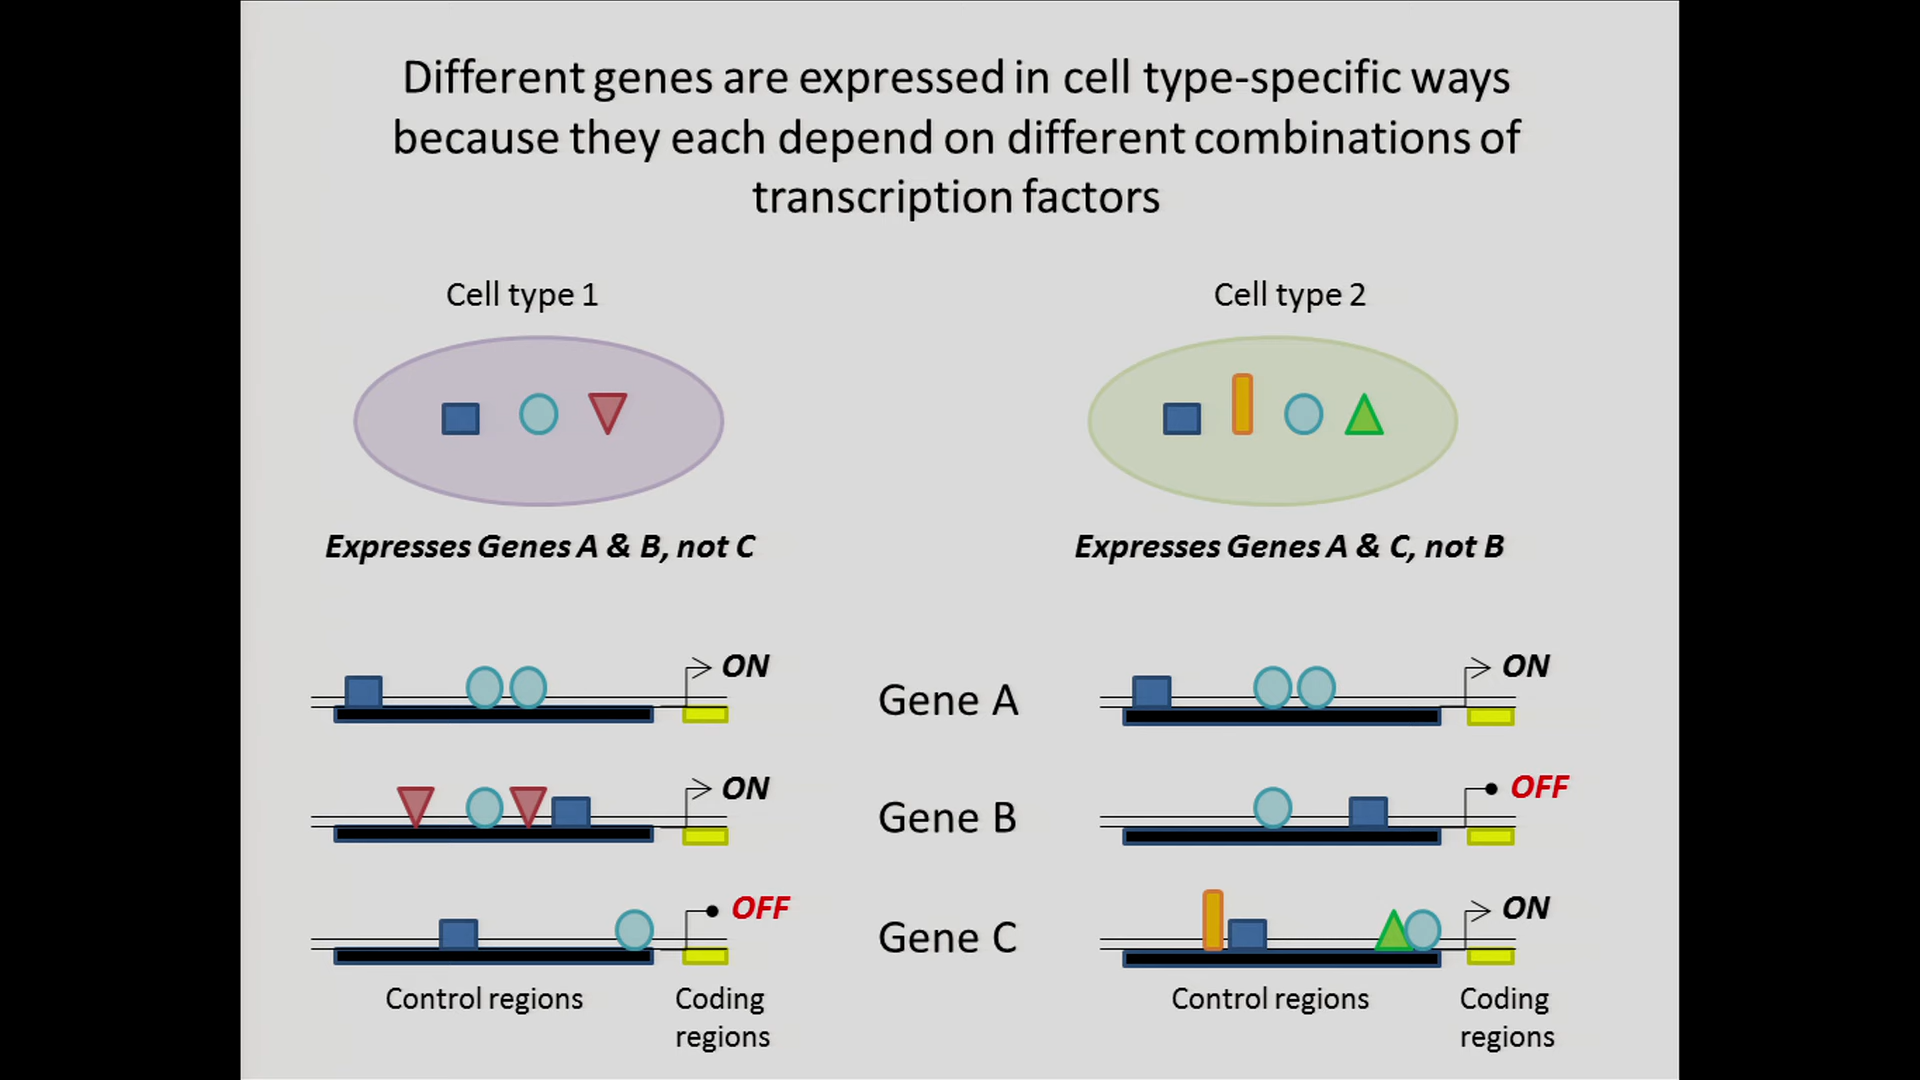 Different genes are expressed in cell type-specific ways
because they each depend on different combinations of
transcription factors
Cell type 1
Cell type 2
Expresses Genes A & B, not C
Expresses Genes A & C, not B
ON
Gene A
ON
ON
Gene B
OFF
OFF
Gene C
ON
Control regions
Coding
regions
Control regions
Coding
regions